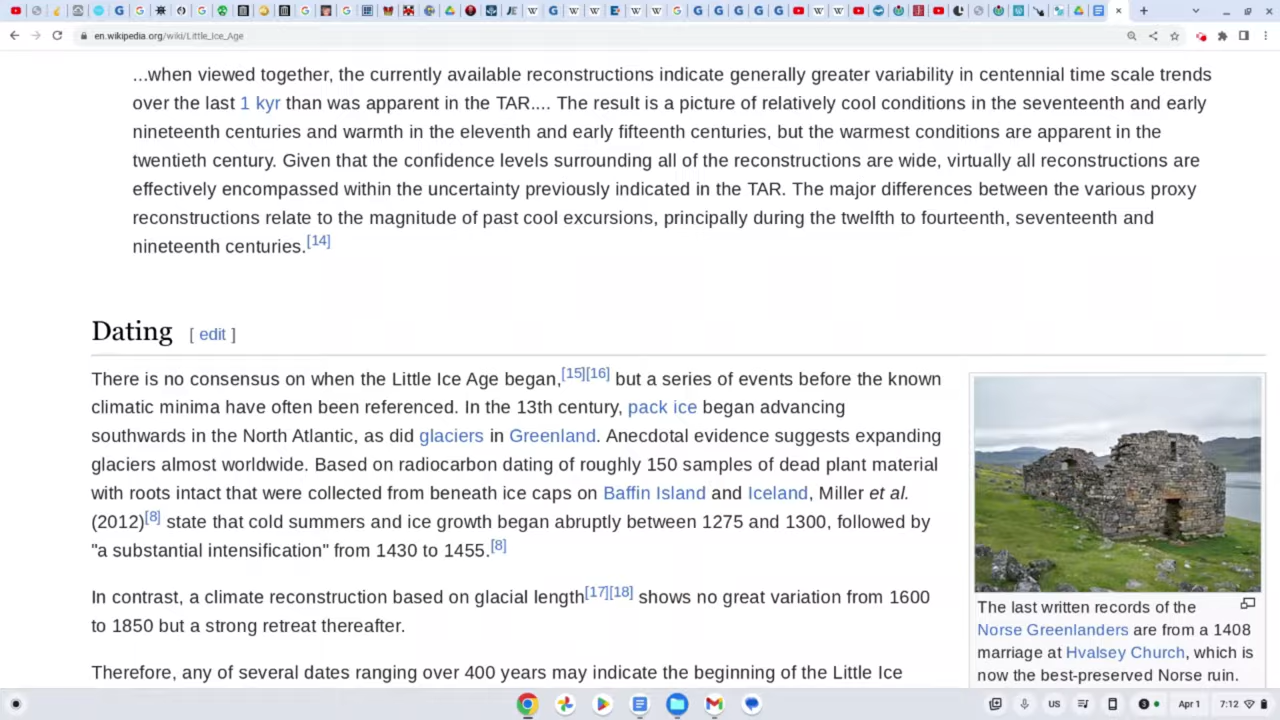 en.wikipedia.org/wiki/Little_Ice_Age
...when viewed together, the currently available reconstructions indicate generally greater variability in centennial time scale trends
over the last 1 kyr than was apparent in the TAR.... The result is a picture of relatively cool conditions in the seventeenth and early
nineteenth centuries and warmth in the eleventh and early fifteenth centuries, but the warmest conditions are apparent in the
twentieth century. Given that the confidence levels surrounding all of the reconstructions are wide, virtually all reconstructions are
effectively encompassed within the uncertainty previously indicated in the TAR. The major differences between the various proxy
reconstructions relate to the magnitude of past cool excursions, principally during the twelfth to fourteenth, seventeenth and
nineteenth centuries.[14]
Dating [ edit ]
There is no consensus on when the Little Ice Age began,[15][16] but a series of events before the known
climatic minima have often been referenced. In the 13th century, pack ice began advancing
southwards in the North Atlantic, as did glaciers in Greenland. Anecdotal evidence suggests expanding
glaciers almost worldwide. Based on radiocarbon dating of roughly 150 samples of dead plant material
with roots intact that were collected from beneath ice caps on Baffin Island and Iceland, Miller et al.
(2012)[8] state that cold summers and ice growth began abruptly between 1275 and 1300, followed by
"a substantial intensification" from 1430 to 1455.[8]
In contrast, a climate reconstruction based on glacial length[17][18] shows no great variation from 1600
to 1850 but a strong retreat thereafter.
Therefore, any of several dates ranging over 400 years may indicate the beginning of the Little Ice
The last written records of the
Norse Greenlanders are from a 1408
marriage at Hvalsey Church, which is
now the best-preserved Norse ruin.
US
Apr 1
7:12